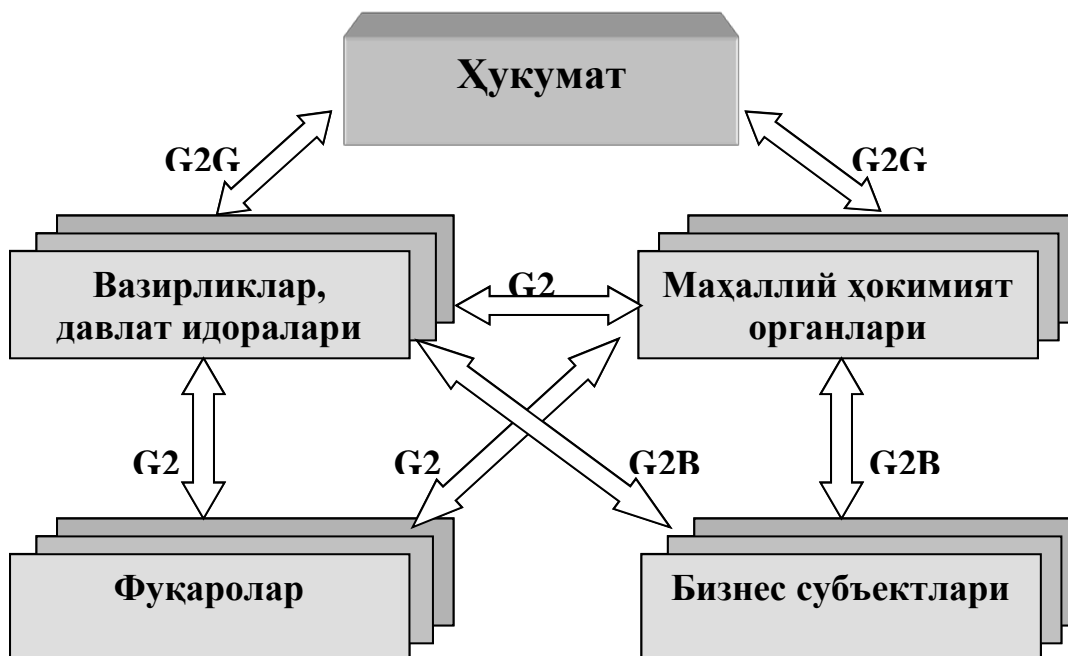 Ҳукумат
G2G
G2G
Вазирликлар,
давлат идоралари
G2
Маҳаллий ҳокимият
органлари
G2
G2
G2B
G2B
Фуқаролар
Бизнес субъектлари